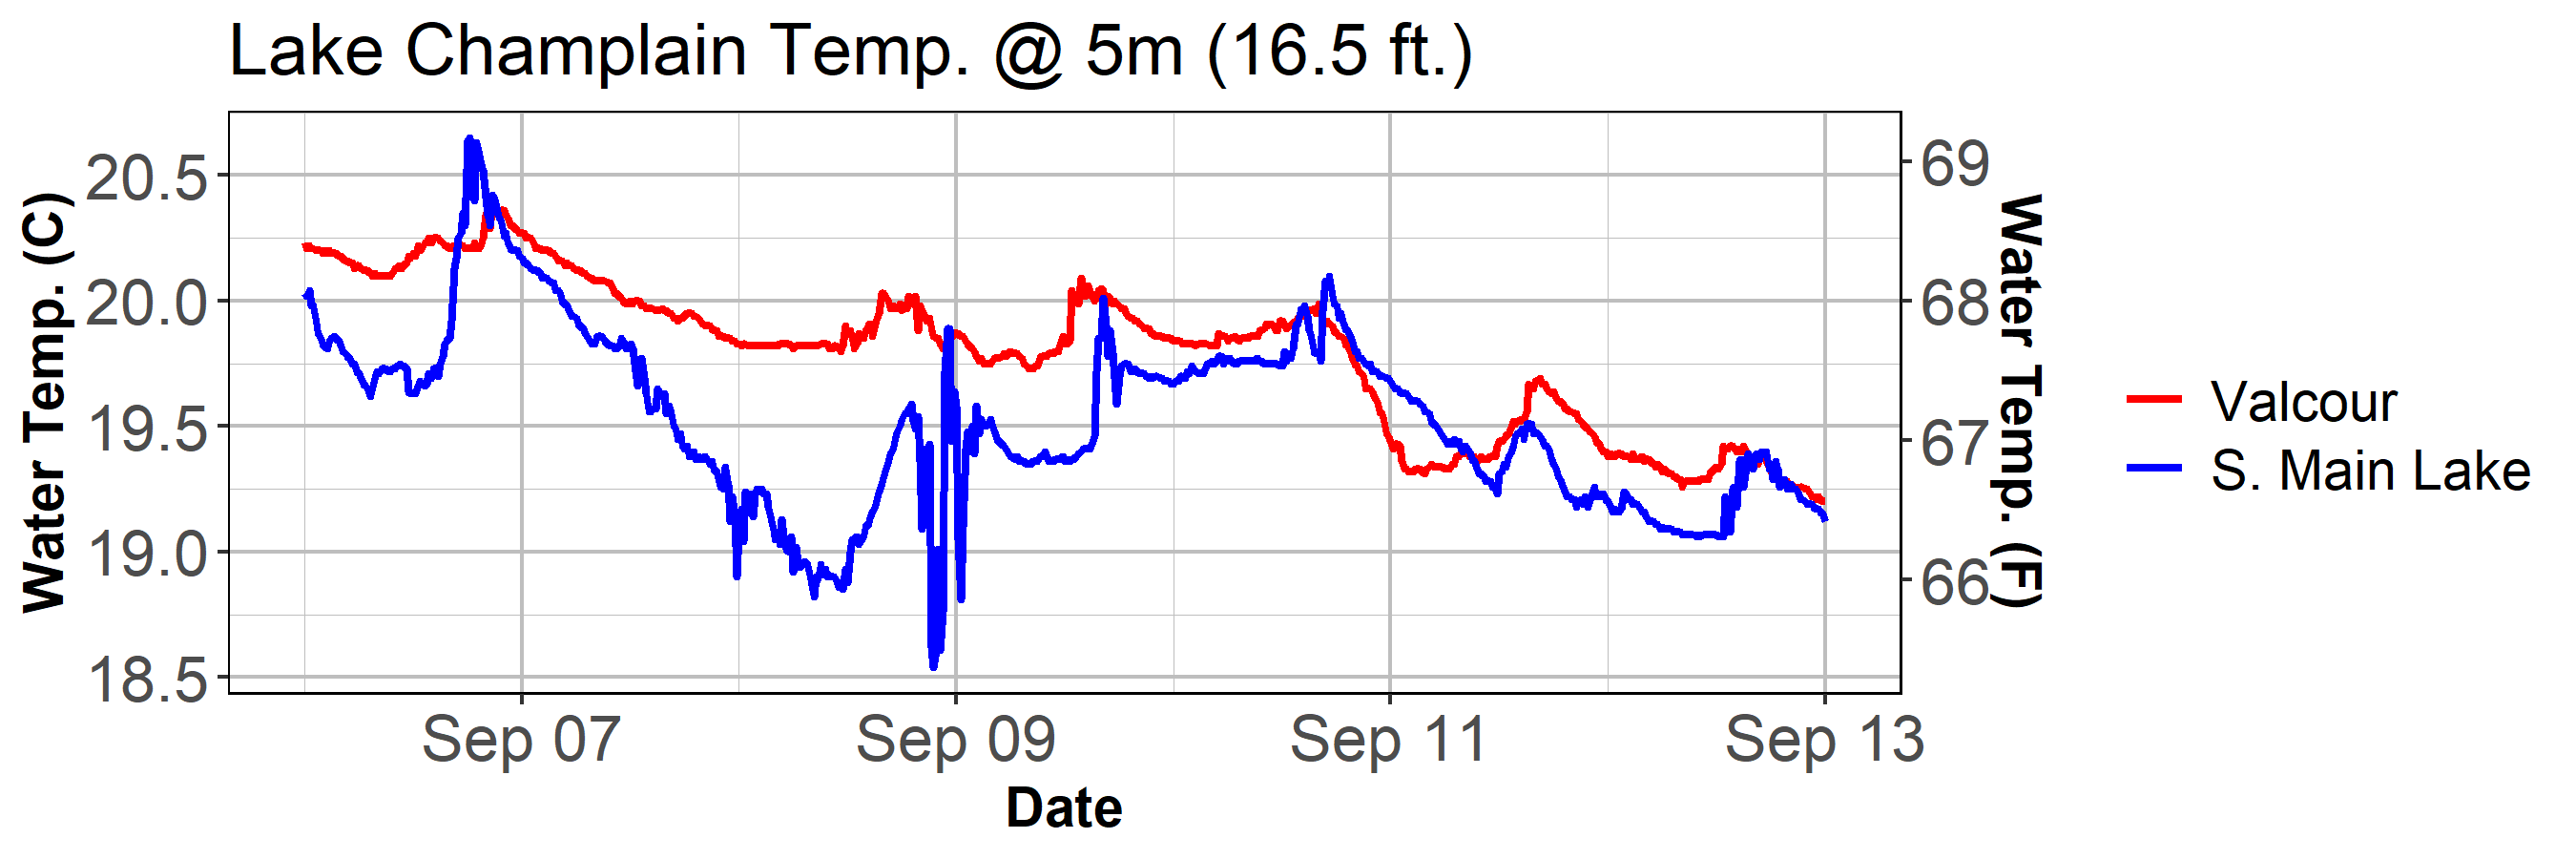 Lake Champlain Temp. @ 5m (16.5 ft.)
Water Temp. (C)
20.5
20.0
19.5
19.0
18.5
69
68
67
66
Water Temp. (F)
Sep 07
Sep 09
Sep 11
Sep 13
Date
Valcour
S. Main Lake